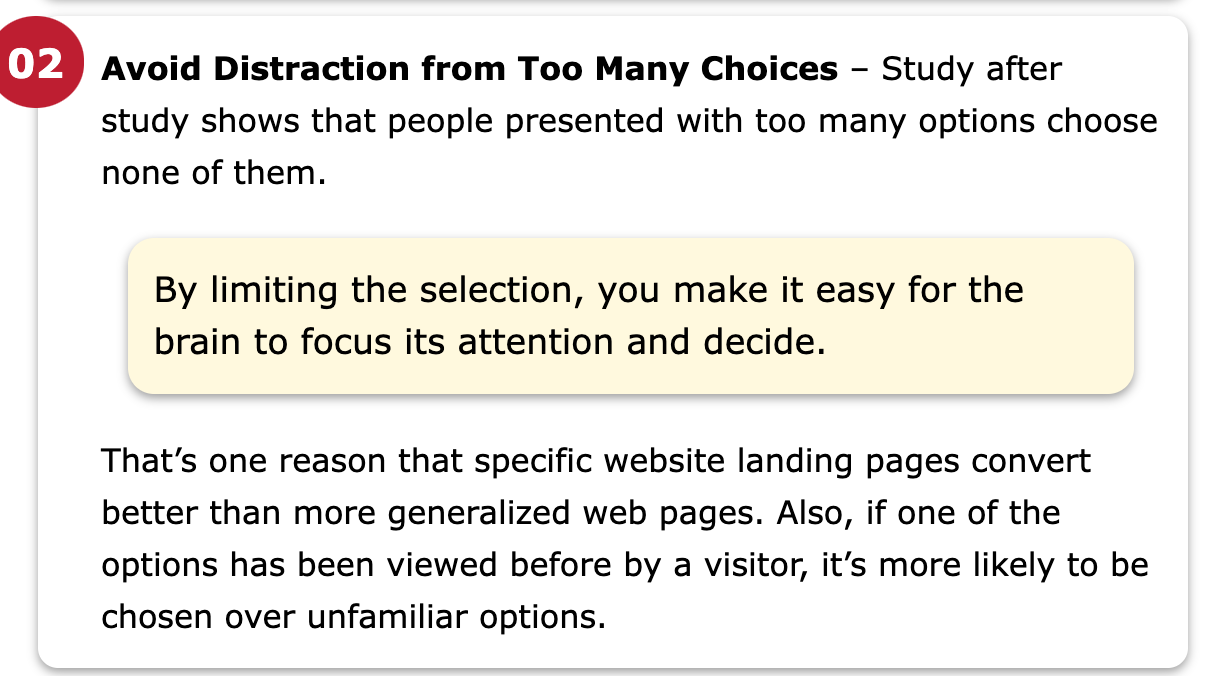 02
Avoid Distraction from Too Many Choices – Study after
study shows that people presented with too many options choose
none of them.
By limiting the selection, you make it easy for the
brain to focus its attention and decide.
That’s one reason that specific website landing pages convert
better than more generalized web pages. Also, if one of the
options has been viewed before by a visitor, it’s more likely to be
chosen over unfamiliar options.